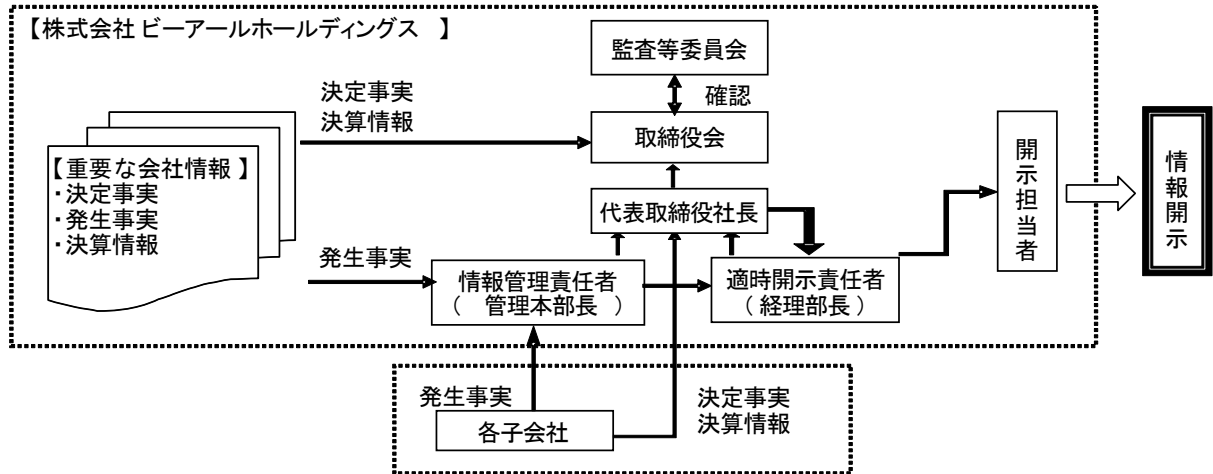 【株式会社 ビーアールホールディングス 】
監査等委員会
確認
決定事実
決算情報
取締役会
【重要な会社情報 】
・決定事実
・発生事実
・決算情報
代表取締役社長
発生事実
情報管理責任者
( 管理本部長 )
適時開示責任者
( 経理部長 )
開示担当者
情報開示
発生事実
決定事実
決算情報
各子会社